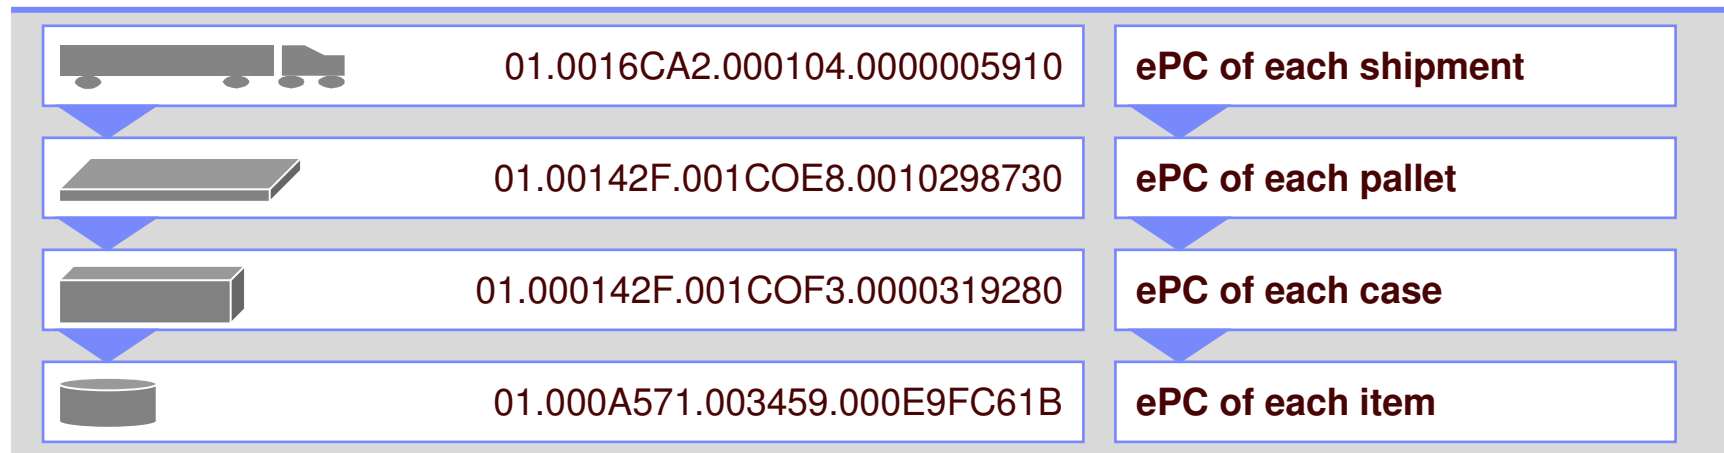 01.0016CA2.000104.0000005910 ePC of each shipment
01.00142F.001COE8.0010298730 ePC of each pallet
01.000142F.001COF3.0000319280 ePC of each case
01.000A571.003459.000E9FC61B ePC of each item